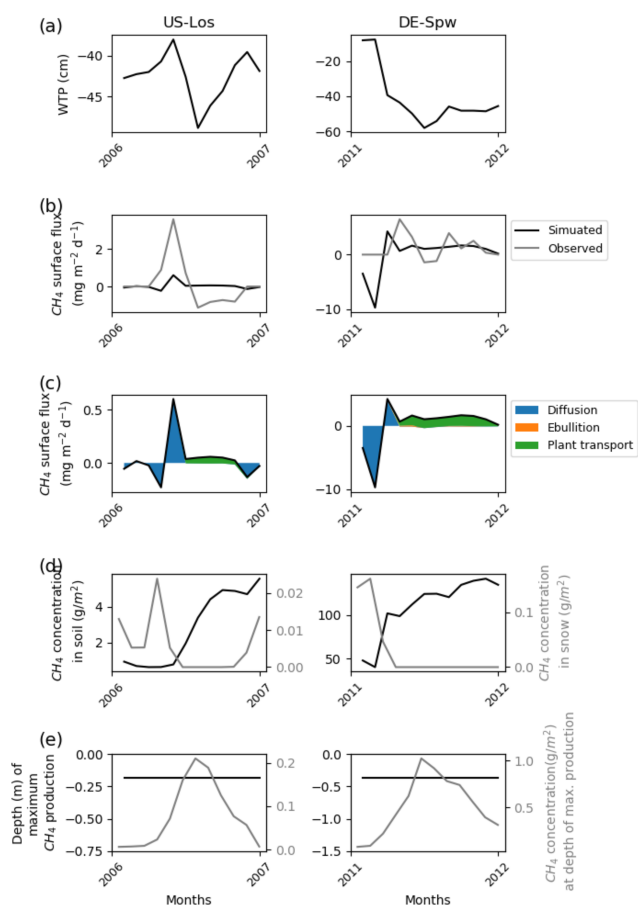 (a)
US-Los
DE-Spw
WTP (cm)
−40
−45
2006
2007
−20
−40
−60
2011
2012
(b)
CH4 surface flux
(mg m−2 d−1)
2
0
2006
2007
0
−10
2011
2012
Simuated
Observed
(c)
CH4 surface flux
(mg m−2 d−1)
0.5
0.0
2006
2007
0
−10
2011
2012
Diffusion
Ebullition
Plant transport
(d)
CH4 concentration
in soil (g/m2)
4
2
2006
2007
0.02
0.01
0.00
100
50
2011
2012
0.1
0.0
CH4 concentration
in snow (g/m2)
(e)
Depth (m) of
maximum
CH4 production
0.00
−0.25
−0.50
−0.75
2006
2007
Months
0.2
0.1
0.0
0.0
−0.5
−1.0
−1.5
2011
2012
Months
1.0
0.5
CH4 concentration(g/m2)
at depth of max. production